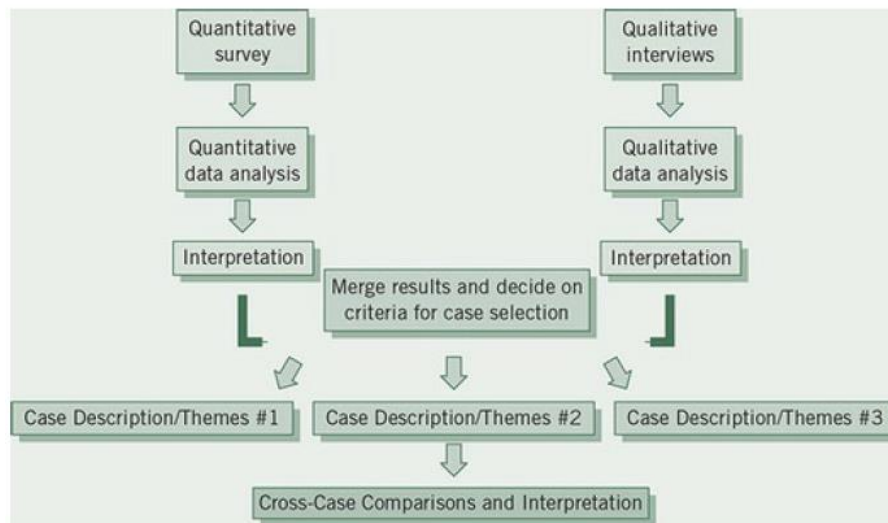 Quantitative
survey
Qualitative
interviews
Quantitative
data analysis
Qualitative
data analysis
Interpretation
Interpretation
Merge results and decide on
criteria for case selection
Case Description/Themes #1
Case Description/Themes #2
Case Description/Themes #3
Cross-Case Comparisons and Interpretation